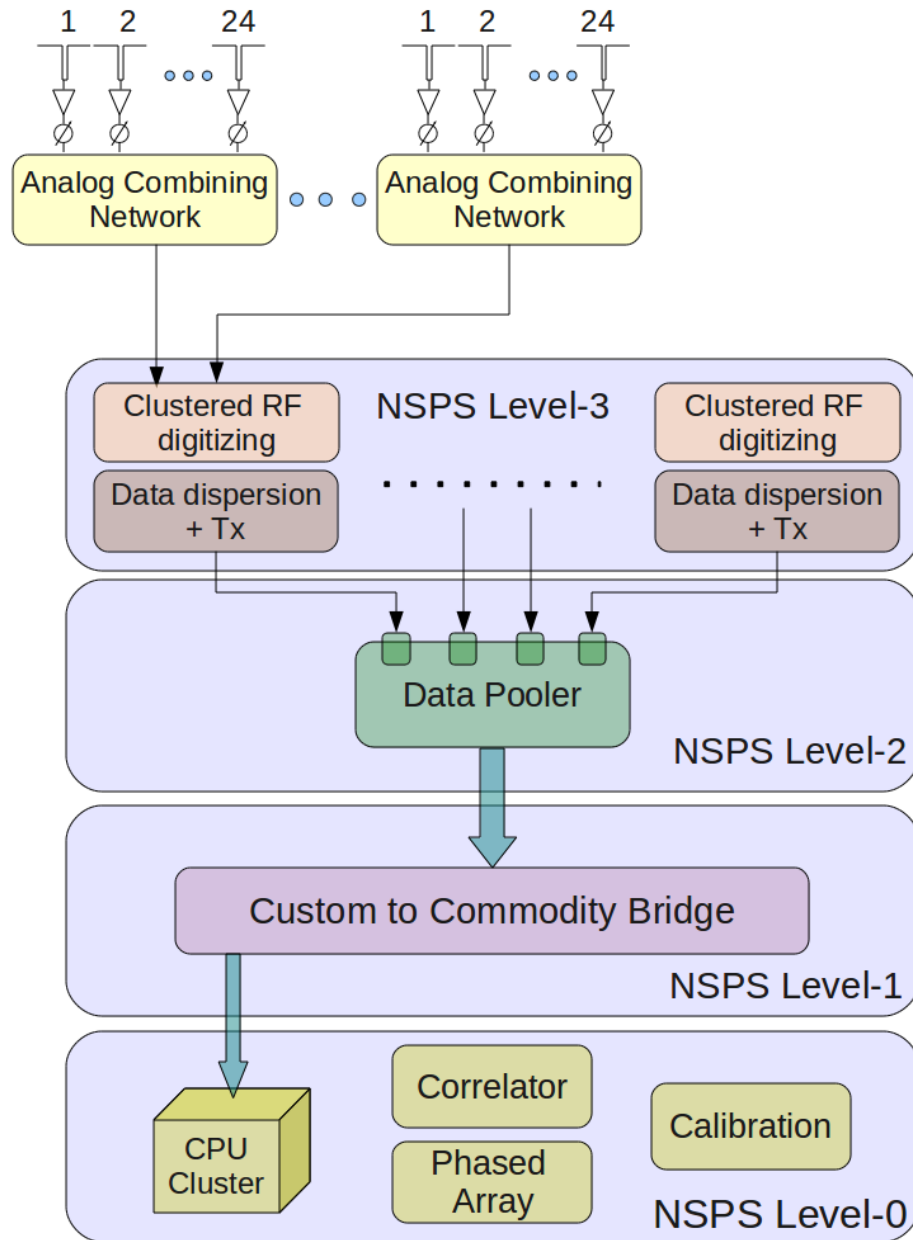 1 2 24 1 2 24
Analog Combining
Network
Analog Combining
Network
Clustered RF
digitizing
NSPS Level-3
Clustered RF
digitizing
Data dispersion
+ Tx
Data dispersion
+ Tx
Data Pooler
NSPS Level-2
Custom to Commodity Bridge
NSPS Level-1
CPU
Cluster
Correlator
Phased
Array
Calibration
NSPS Level-0